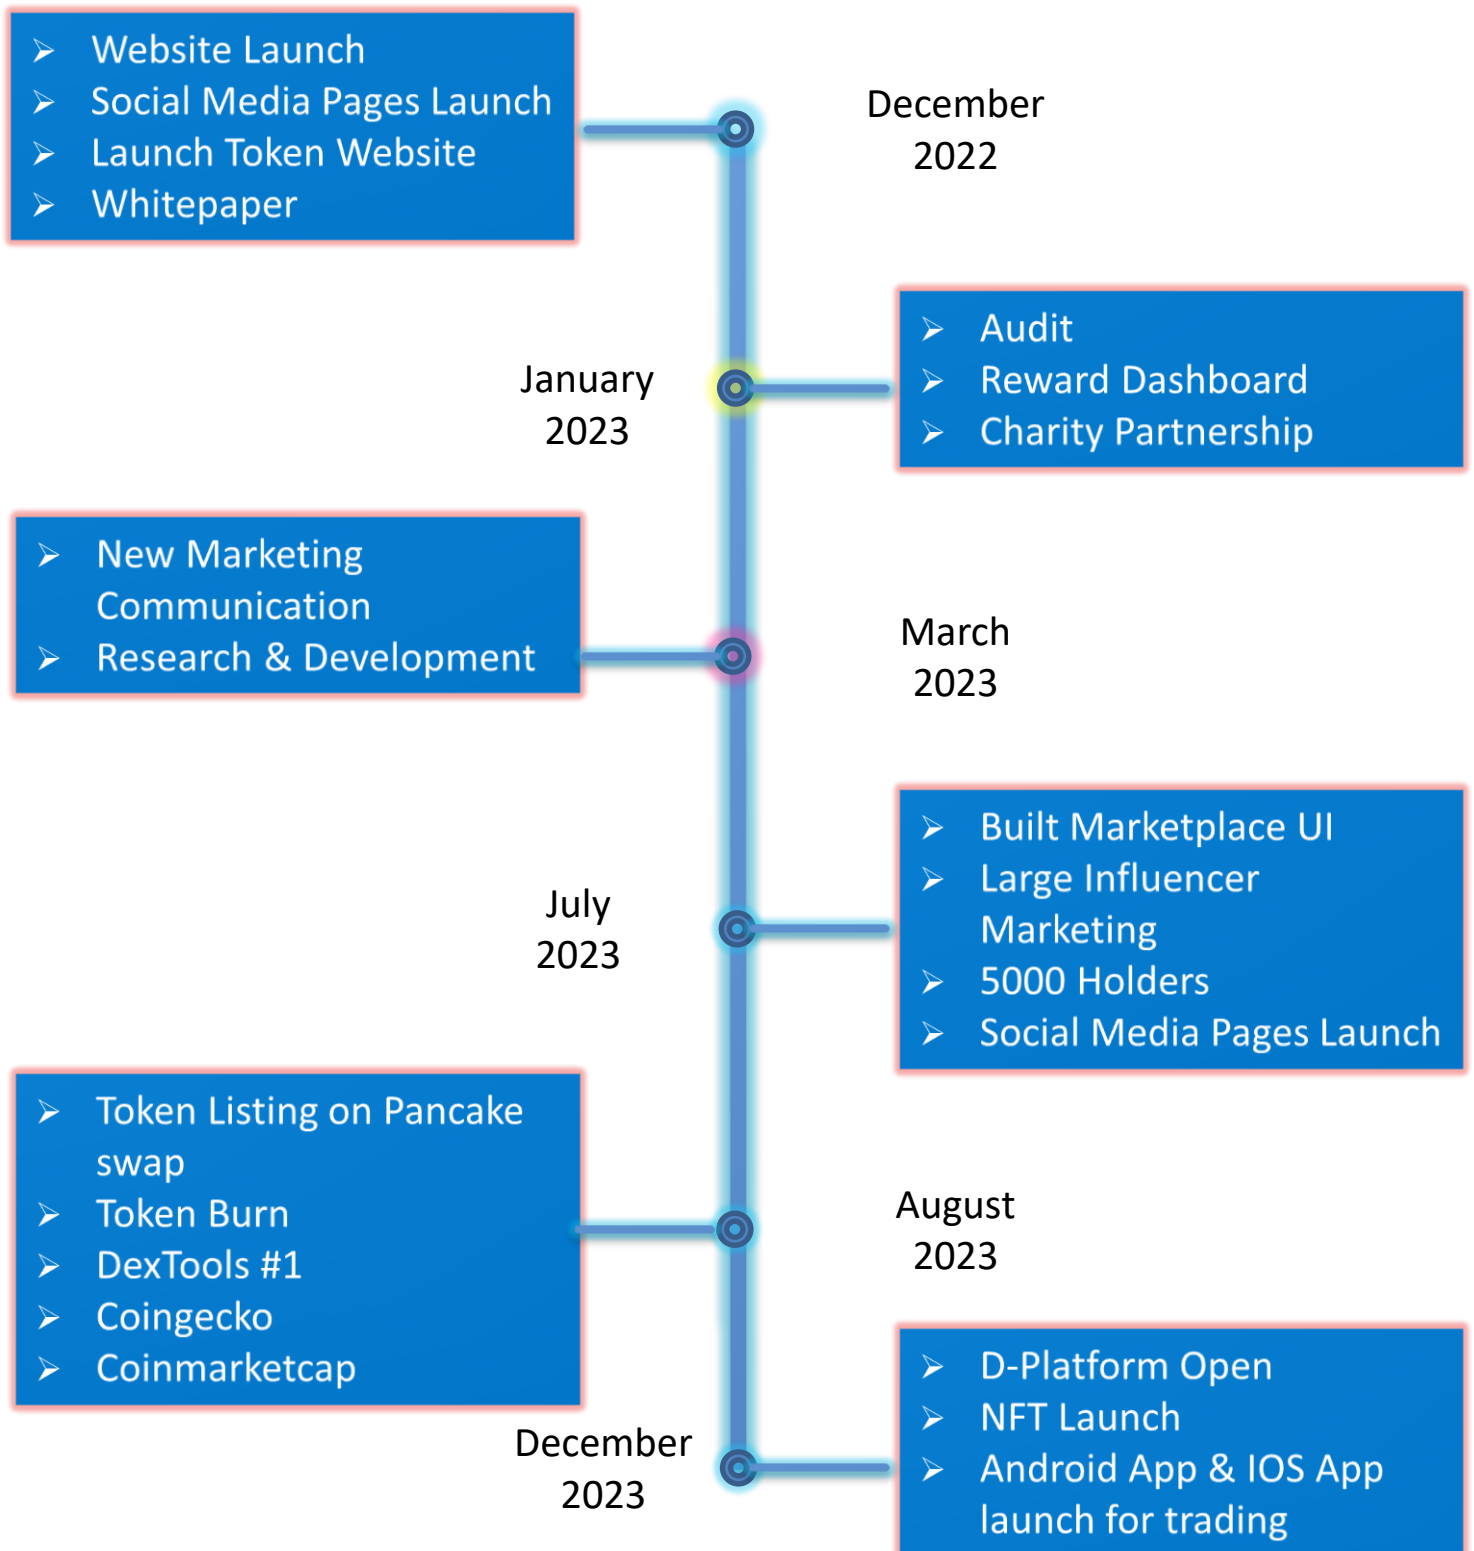 Website Launch
Social Media Pages Launch
Launch Token Website
Whitepaper
December
2022
January
2023
Audit
Reward Dashboard
Charity Partnership
New Marketing
Communication
Research & Development
March
2023
July
2023
Built Marketplace UI
Large Influencer
Marketing
5000 Holders
Social Media Pages Launch
Token Listing on Pancake
swap
Token Burn
DexTools #1
Coingecko
Coinmarketcap
August
2023
December
2023
D-Platform Open
NFT Launch
Android App & IOS App
launch for trading